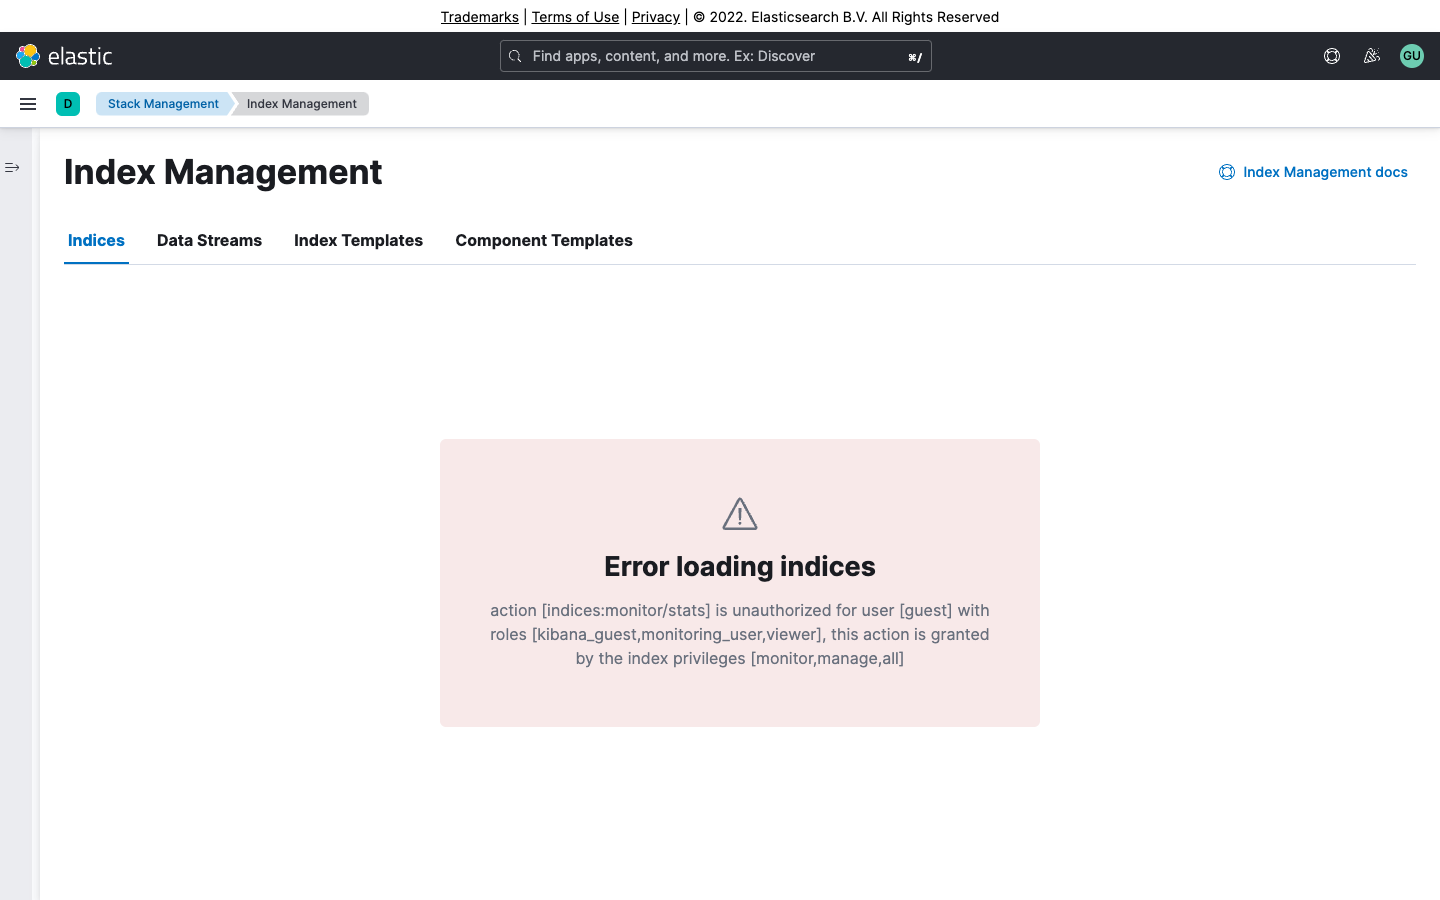 Trademarks | Terms of Use | Privacy | © 2022. Elasticsearch B.V. All Rights Reserved
elastic
Find apps, content, and more. Ex: Discover
⌘/
GU
D
Stack Management
Index Management
Index Management
Index Management docs
Indices
Data Streams
Index Templates
Component Templates
Error loading indices
action [indices:monitor/stats] is unauthorized for user [guest] with
roles [kibana_guest,monitoring_user,viewer], this action is granted
by the index privileges [monitor,manage,all]